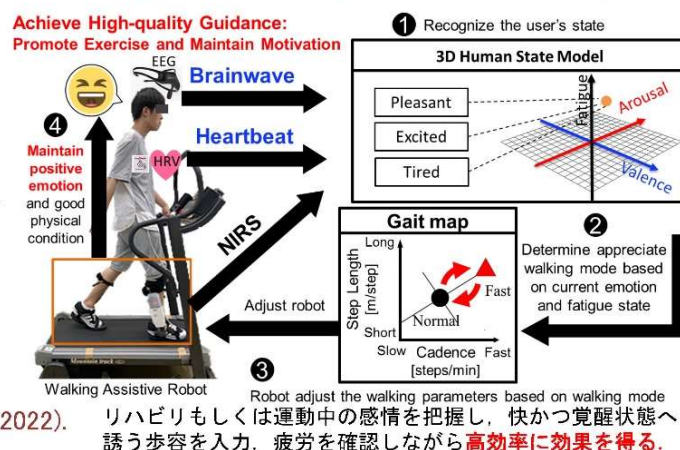 Achieve High-quality Guidance:
Promote Exercise and Maintain Motivation
EEG
Brainwave
Heartbeat
HRV
NIRS
4
Maintain
positive
emotion
and good
physical
condition
1 Recognize the user's state
3D Human State Model
Pleasant
Excited
Tired
Fatigue
Arousal
Valence
2
Determine appreciate
walking mode based
on current emotion
and fatigue state
Gait map
Step Length
[m/step]
Long
Short
Slow
Cadence
Fast
[steps/min]
Normal
Fast
Adjust robot
3
Robot adjust the walking parameters based on walking mode
Mountain track
Walking Assistive Robot
2022).
リハビリもしくは運動中の感情を把握し，快かつ覚醒状態へ
誘う歩容を入力．疲労を確認しながら高効率に効果を得る．